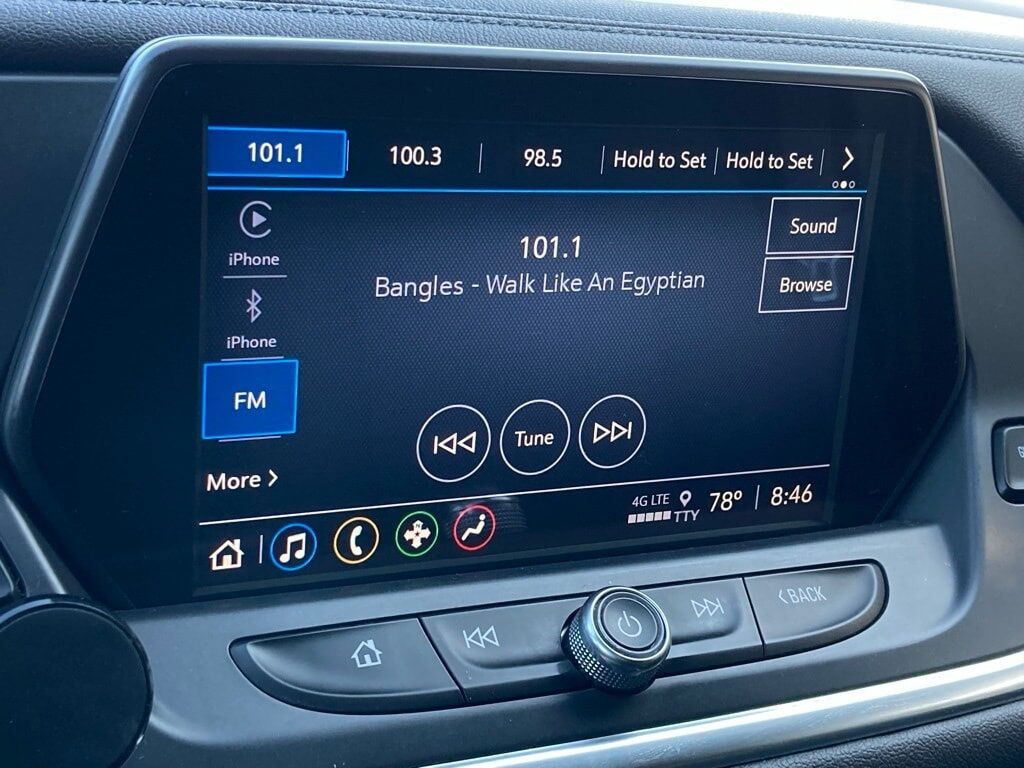 101.1 100.3 98.5 Hold to Set Hold to Set
iPhone
Sound
101.1
Bangles - Walk Like An Egyptian
Browse
iPhone
FM
Tune
More
4G LTE
TTY
78° 8:46
BACK